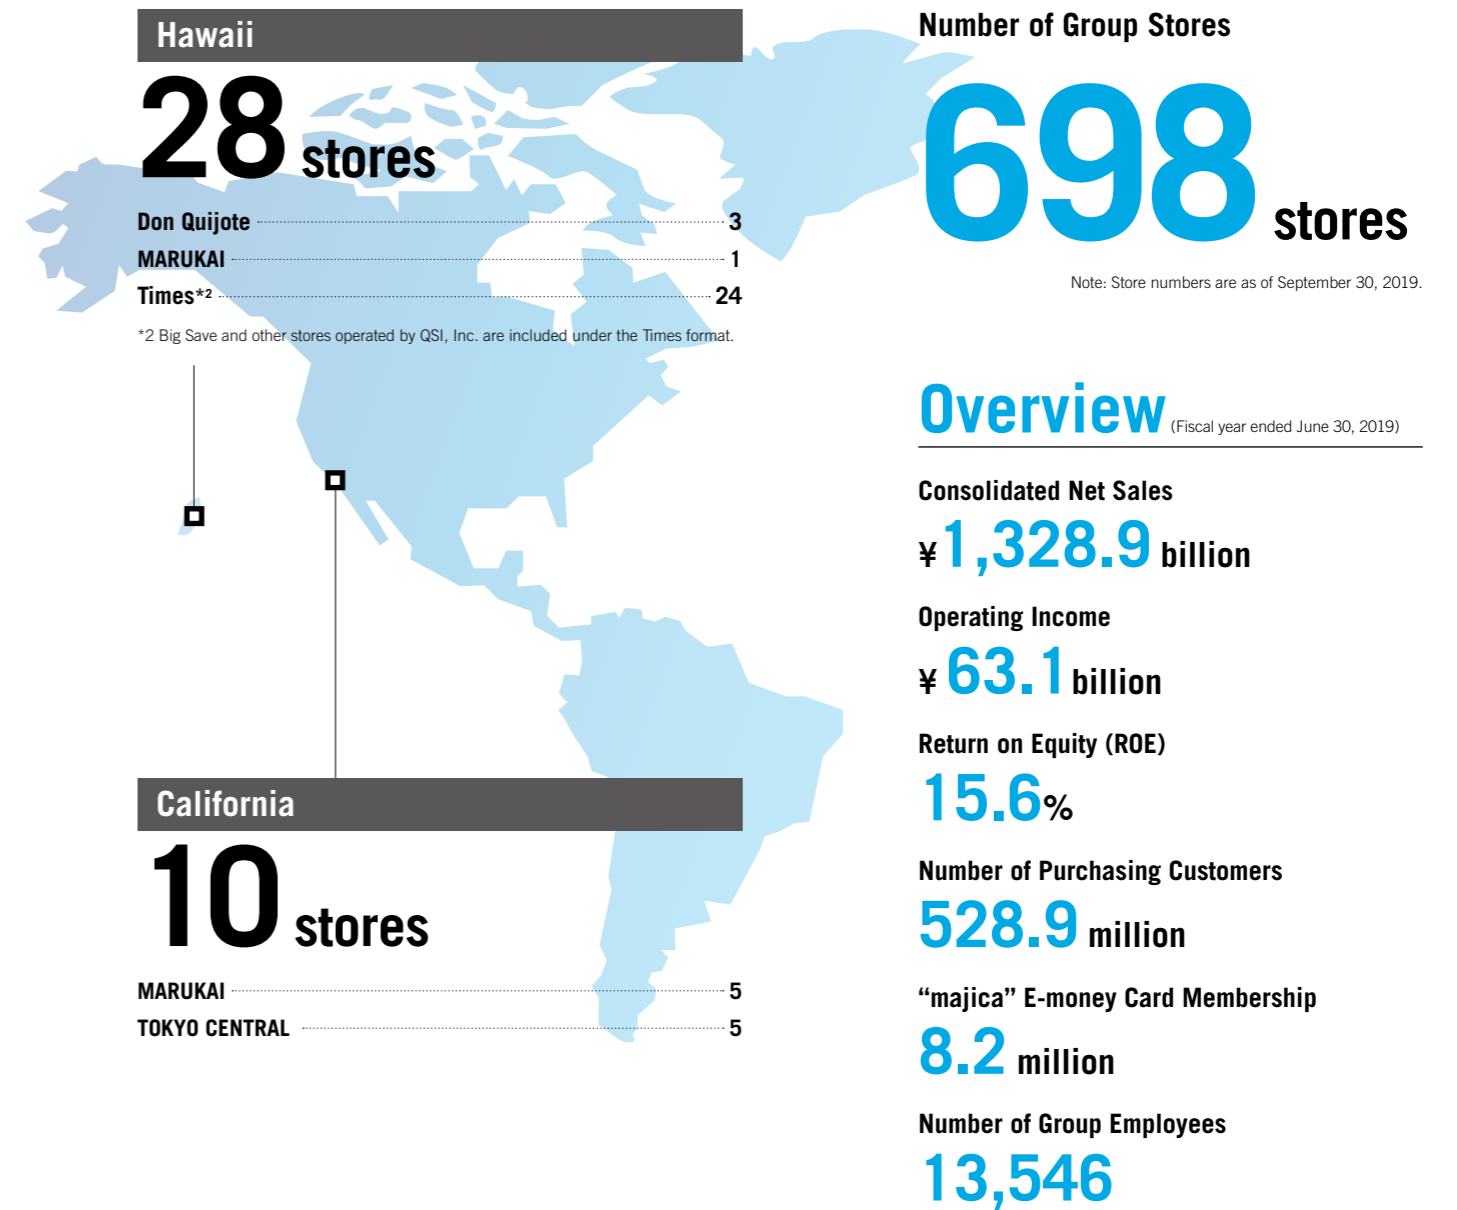 Hawaii
28 stores
Don Quijote 3
MARUKAI 1
Times*2 24
*2 Big Save and other stores operated by QSI, Inc. are included under the Times format.
California
10 stores
MARUKAI 5
TOKYO CENTRAL 5
Number of Group Stores
698 stores
Note: Store numbers are as of September 30, 2019.
Overview (Fiscal year ended June 30, 2019)
Consolidated Net Sales
¥1,328.9 billion
Operating Income
¥63.1 billion
Return on Equity (ROE)
15.6%
Number of Purchasing Customers
528.9 million
“majica” E-money Card Membership
8.2 million
Number of Group Employees
13,546